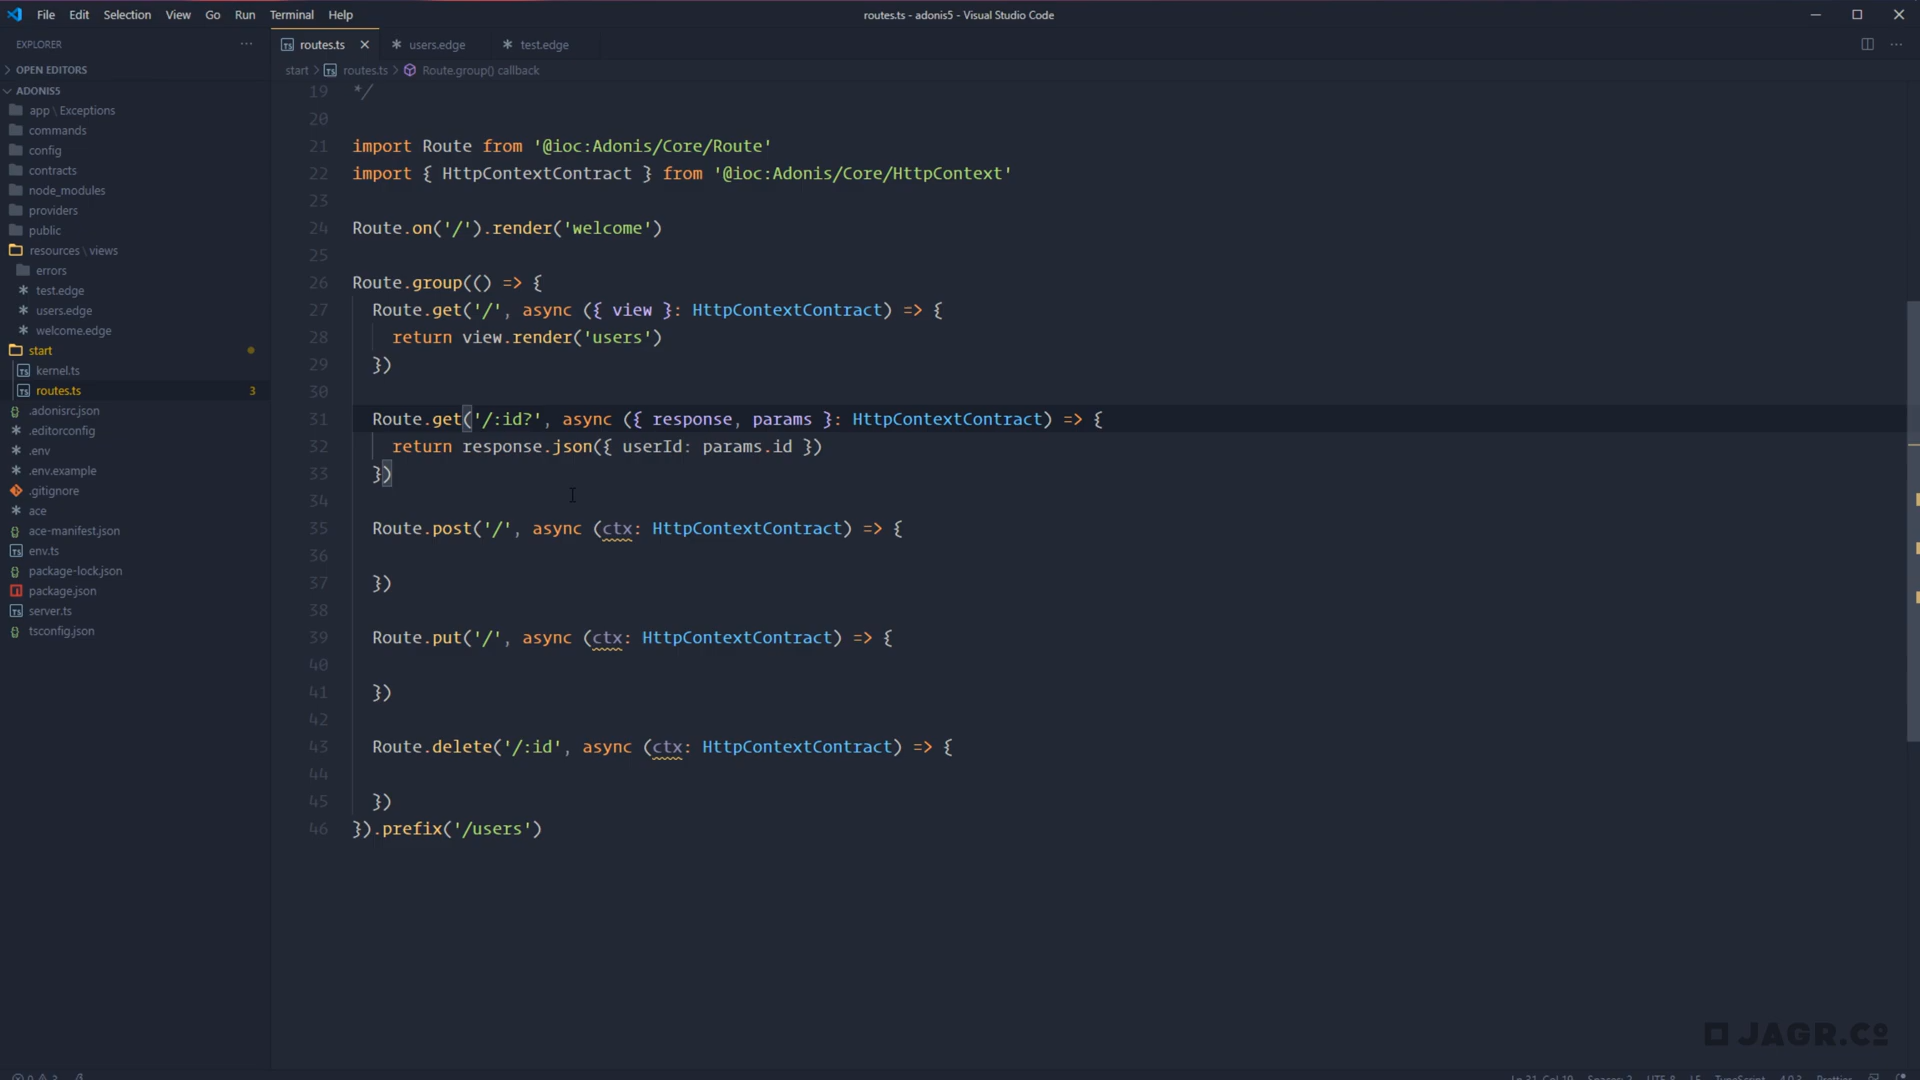 File Edit Selection View Go Run Terminal Help
routes.ts - adonis5 - Visual Studio Code
EXPLORER
OPEN EDITORS
ADONIS5
app \ Exceptions
commands
config
contracts
node_modules
providers
public
resources \ views
errors
test.edge
users.edge
welcome.edge
start
kernel.ts
routes.ts 3
.adonisrc.json
.editorconfig
.env
.env.example
.gitignore
ace
ace-manifest.json
env.ts
package-lock.json
package.json
server.ts
tsconfig.json
routes.ts users.edge test.edge
start > routes.ts > Route.group() callback
19 */
20
21 import Route from '@ioc:Adonis/Core/Route'
22 import { HttpContextContract } from '@ioc:Adonis/Core/HttpContext'
23
24 Route.on('/').render('welcome')
25
26 Route.group(() => {
27 Route.get('/', async ({ view }: HttpContextContract) => {
28 return view.render('users')
29 })
30
31 Route.get('/:id?', async ({ response, params }: HttpContextContract) => {
32 return response.json({ userId: params.id })
33 })
34
35 Route.post('/', async (ctx: HttpContextContract) => {
36
37 })
38
39 Route.put('/', async (ctx: HttpContextContract) => {
40
41 })
42
43 Route.delete('/:id', async (ctx: HttpContextContract) => {
44
45 })
46 }).prefix('/users')
JAGR.Co